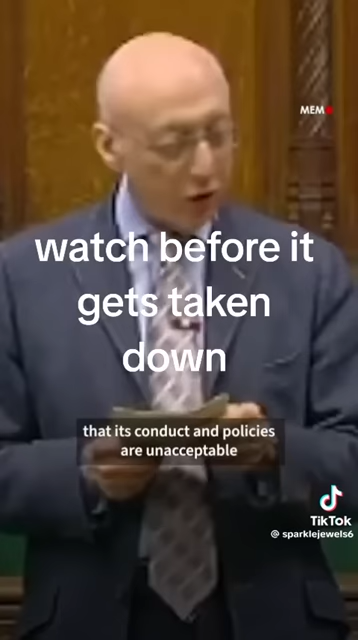 MEM
watch before it
gets taken
down
that its conduct and policies
are unacceptable
TikTok
@ sparklejewels6